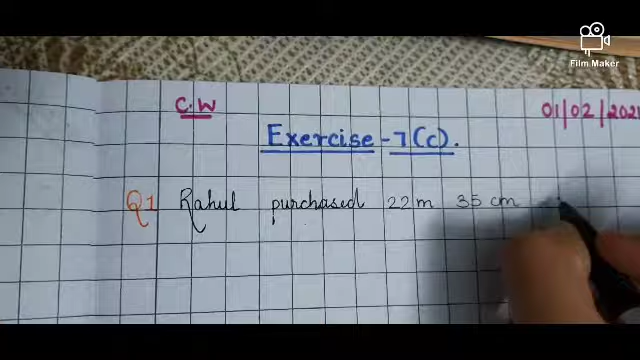 Film Maker
C.W 01/02/2021
Exercise - 7(c).
Q1 Rahul purchased 22 m 35 cm